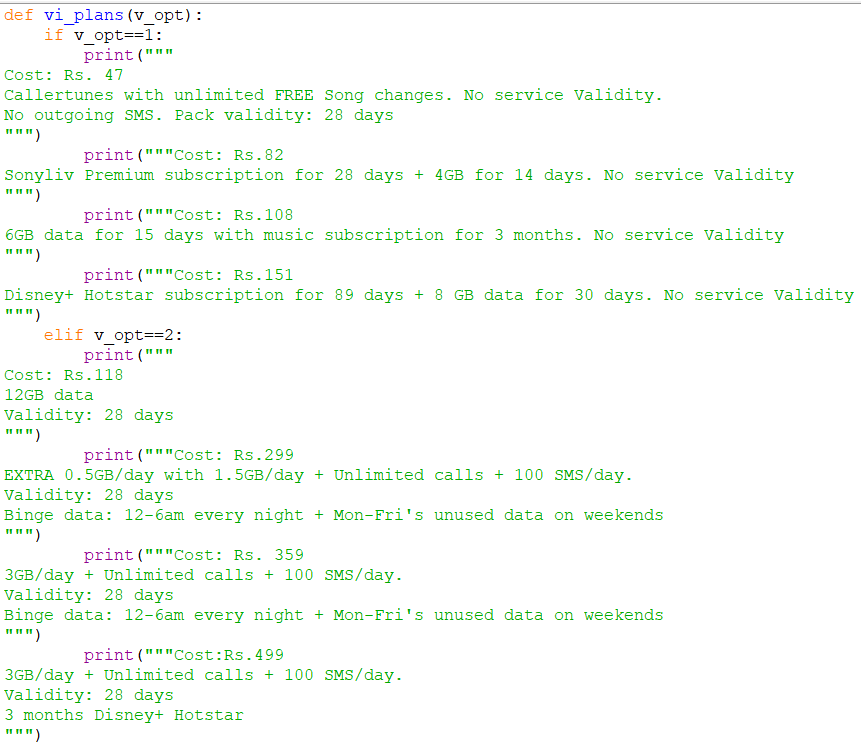 def vi_plans(v_opt):
    if v_opt==1:
        print("""
Cost: Rs. 47
Callertunes with unlimited FREE Song changes. No service Validity.
No outgoing SMS. Pack validity: 28 days
""")
        print("""Cost: Rs.82
Sonyliv Premium subscription for 28 days + 4GB for 14 days. No service Validity
""")
        print("""Cost: Rs.108
6GB data for 15 days with music subscription for 3 months. No service Validity
""")
        print("""Cost: Rs.151
Disney+ Hotstar subscription for 89 days + 8 GB data for 30 days. No service Validity
""")
    elif v_opt==2:
        print("""
Cost: Rs.118
12GB data
Validity: 28 days
""")
        print("""Cost: Rs.299
EXTRA 0.5GB/day with 1.5GB/day + Unlimited calls + 100 SMS/day.
Validity: 28 days
Binge data: 12-6am every night + Mon-Fri's unused data on weekends
""")
        print("""Cost: Rs. 359
3GB/day + Unlimited calls + 100 SMS/day.
Validity: 28 days
Binge data: 12-6am every night + Mon-Fri's unused data on weekends
""")
        print("""Cost:Rs.499
3GB/day + Unlimited calls + 100 SMS/day.
Validity: 28 days
3 months Disney+ Hotstar
""")